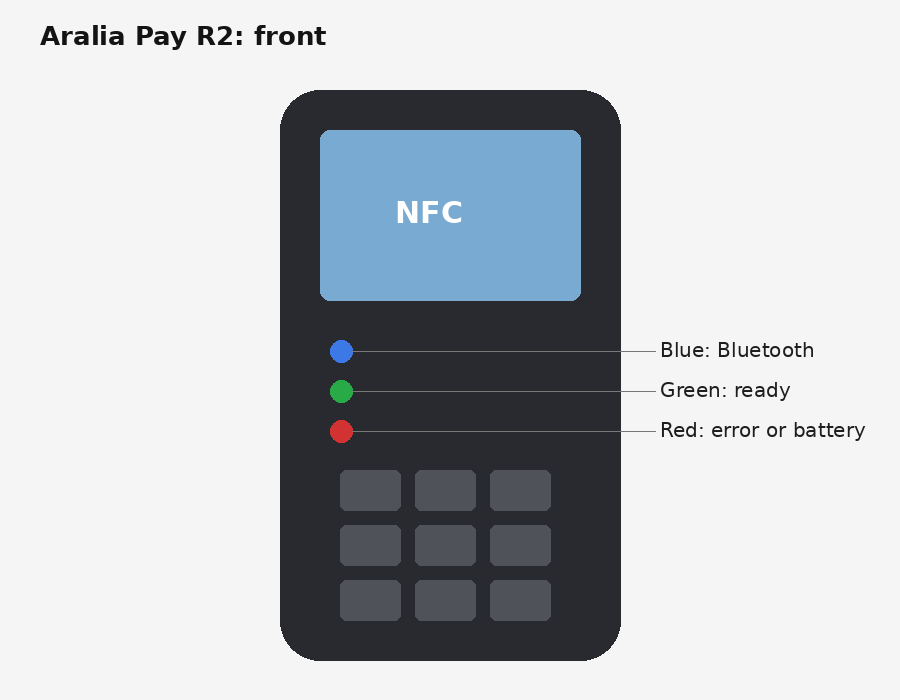 Aralia Pay R2: front
NFC
Blue: Bluetooth
Green: ready
Red: error or battery